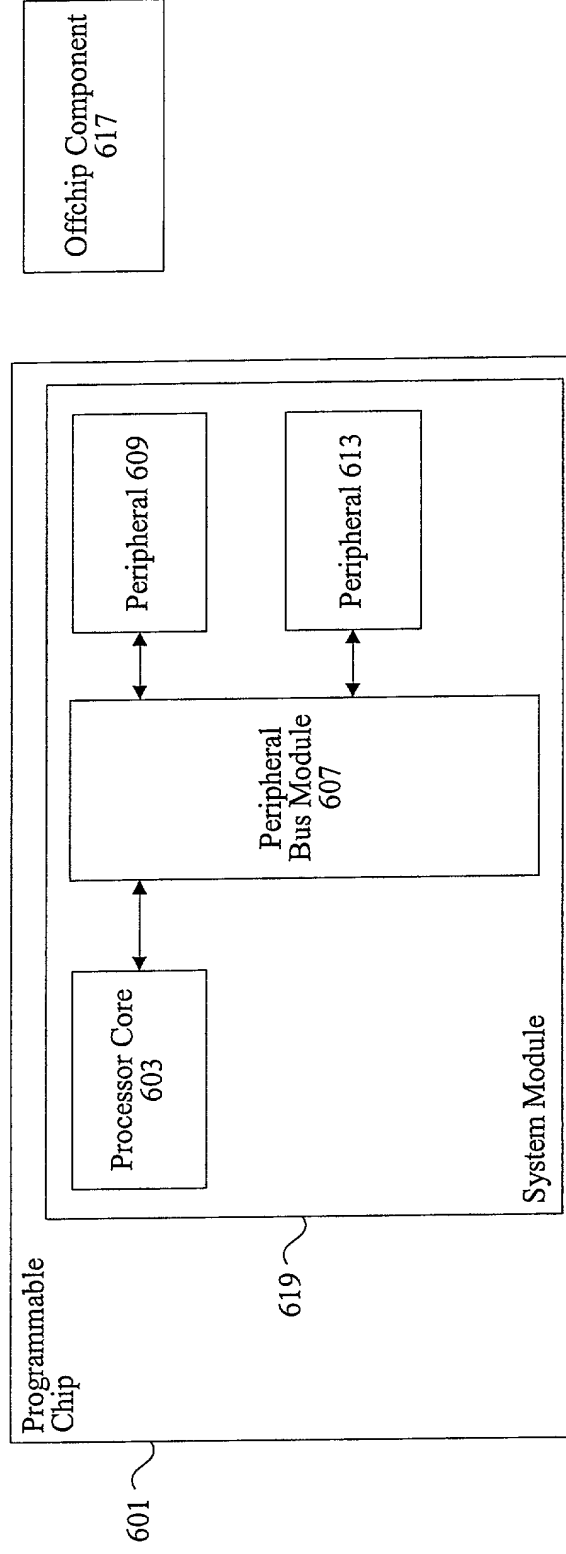 Programmable
Chip
601
619
System Module
Processor Core
603
Peripheral
Bus Module
607
Peripheral 609
Peripheral 613
Offchip Component
617